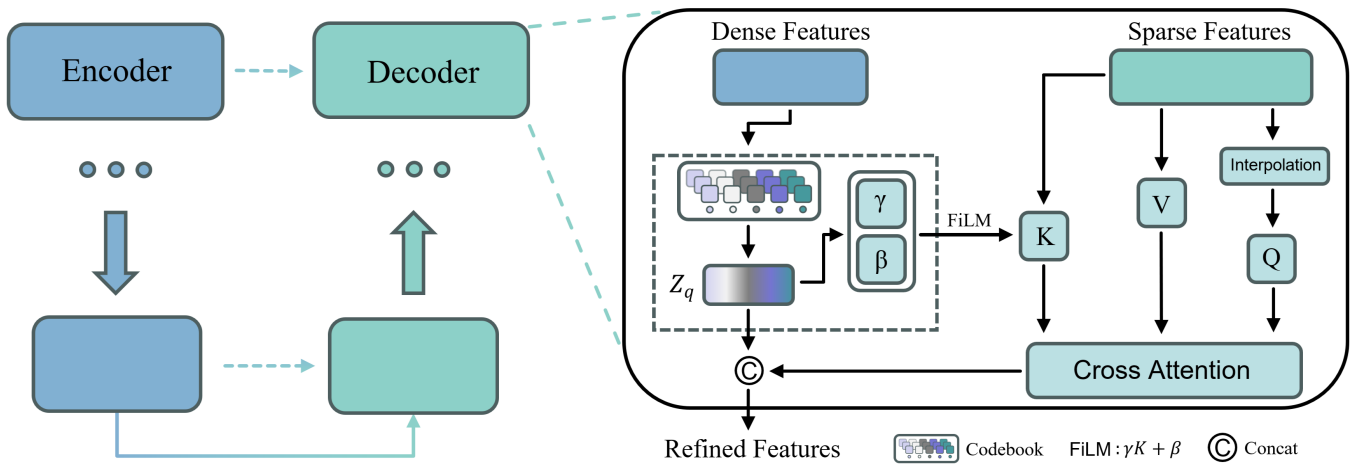 Encoder
Decoder
Dense Features
Sparse Features
Interpolation
γ
β
FiLM
K
V
Q
Z_q
Cross Attention
C
Refined Features
Codebook
FiLM : γK + β
C Concat